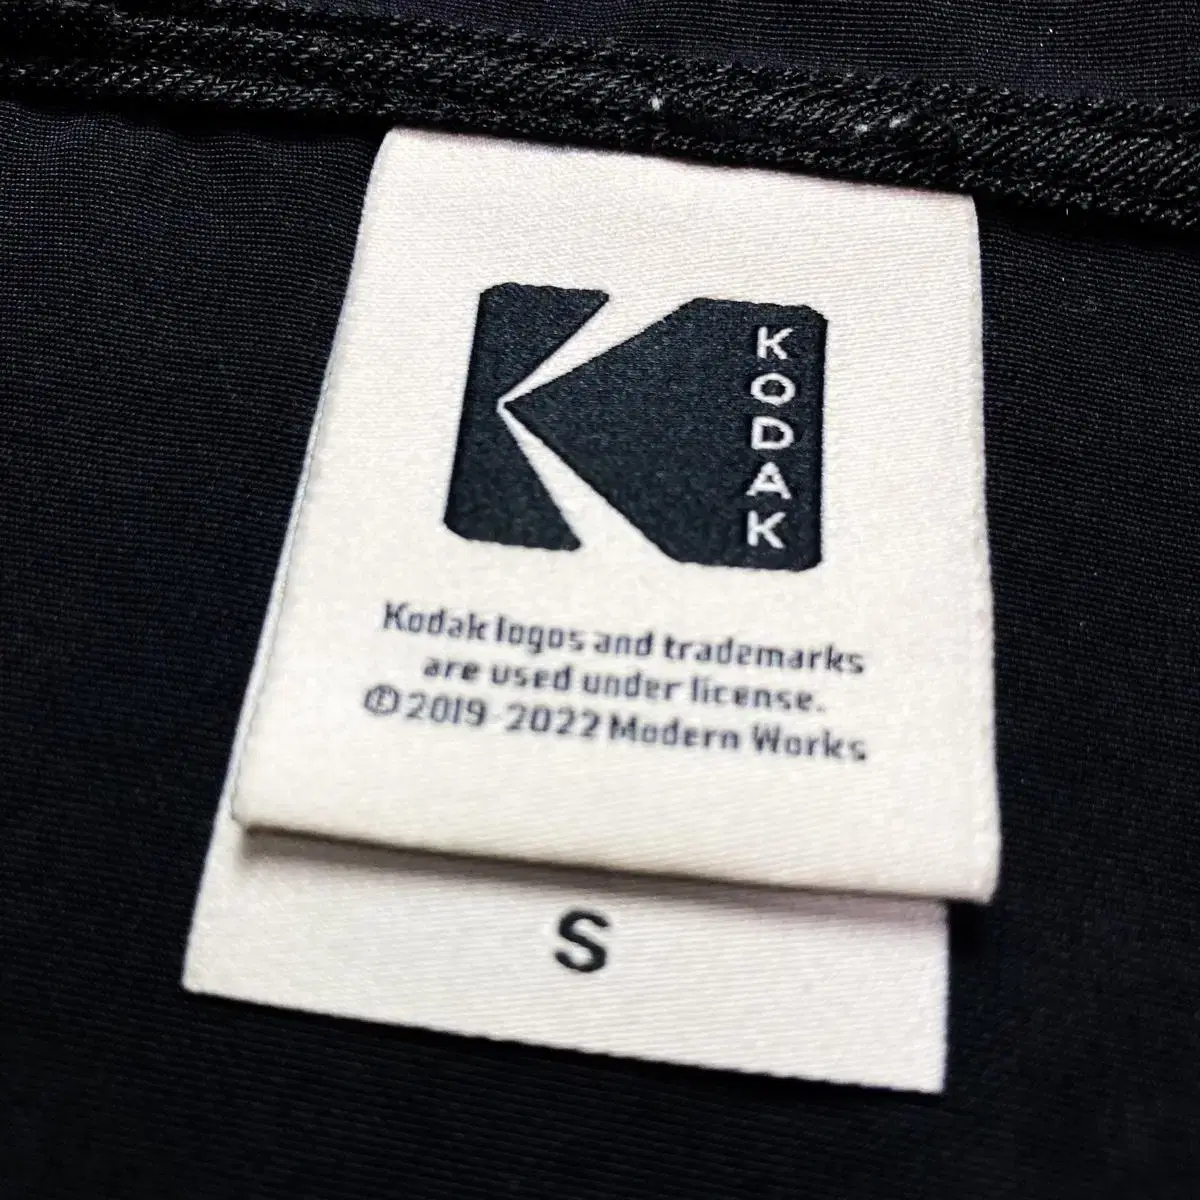 KODAK
Kodak logos and trademarks
are used under license.
©2019-2022 Modern Works
S